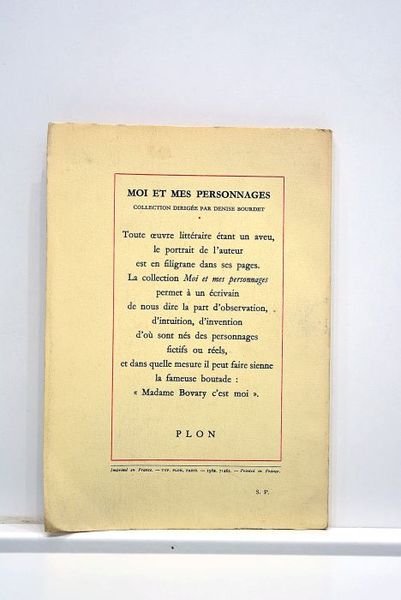 MOI ET MES PERSONNAGES
COLLECTION DIRIGÉE PAR DENISE BOURDET
*
Toute œuvre littéraire étant un aveu,
le portrait de l'auteur
est en filigrane dans ses pages.
La collection Moi et mes personnages
permet à un écrivain
de nous dire la part d'observation,
d'intuition, d'invention
d'où sont nés des personnages
fictifs ou réels,
et dans quelle mesure il peut faire sienne
la fameuse boutade :
« Madame Bovary c'est moi ».
PLON
Imprimé en France. — TYP. PLON, PARIS. — Printed in France.
S. P.